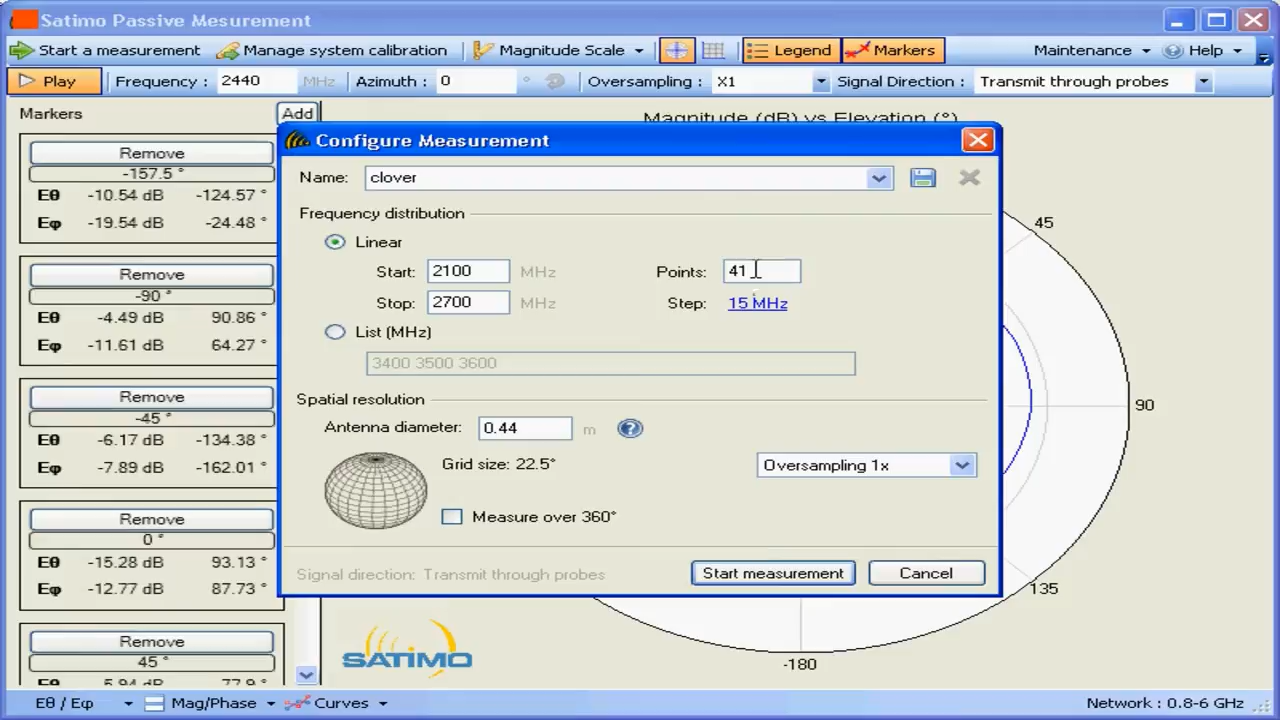 Satimo Passive Mesurement
Start a measurement Manage system calibration Magnitude Scale Legend Markers Maintenance Help
Play Frequency : 2440 MHz Azimuth : 0 ° Oversampling : X1 Signal Direction : Transmit through probes
Markers Add
Magnitude (dB) vs Elevation (°)
Remove
-157.5 °
Eθ -10.54 dB -124.57 °
Eφ -19.54 dB -24.48 °
Remove
-90 °
Eθ -4.49 dB 90.86 °
Eφ -11.61 dB 64.27 °
Remove
-45 °
Eθ -6.17 dB -134.38 °
Eφ -7.89 dB -162.01 °
Remove
0 °
Eθ -15.28 dB 93.13 °
Eφ -12.77 dB 87.73 °
Remove
45 °
5.94 dB 77.9 °
Configure Measurement
Name: clover
Frequency distribution
Linear
Start: 2100 MHz Points: 41
Stop: 2700 MHz Step: 15 MHz
List (MHz)
3400 3500 3600
Spatial resolution
Antenna diameter: 0.44 m
Grid size: 22.5° Oversampling 1x
Measure over 360°
Signal direction: Transmit through probes Start measurement Cancel
45
90
135
-180
SATIMO
Eθ / Eφ Mag/Phase Curves Network : 0.8-6 GHz